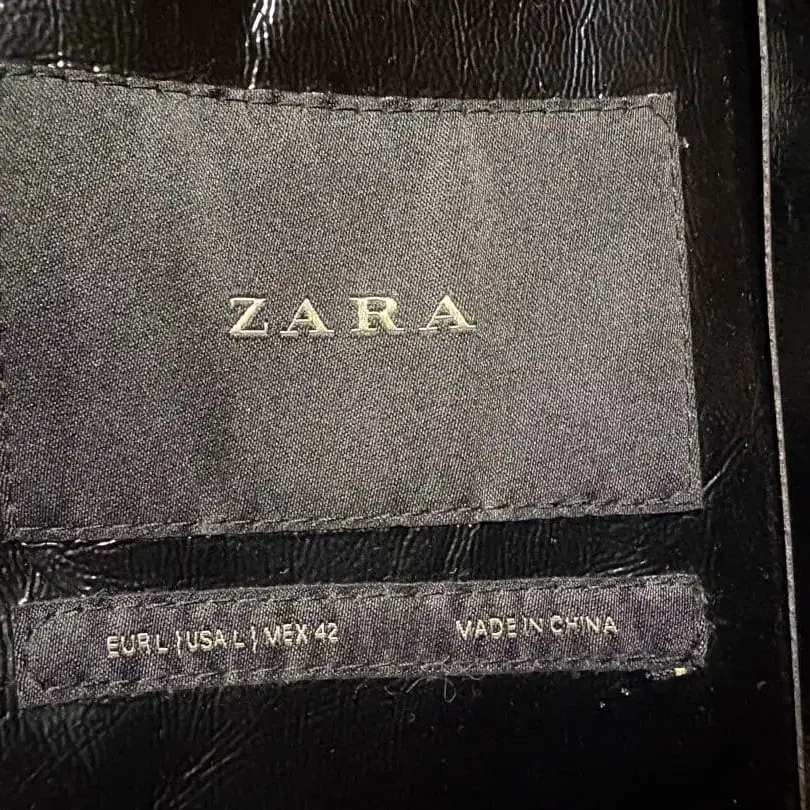 ZARA
EUR L | USA L | MEX 42 MADE IN CHINA